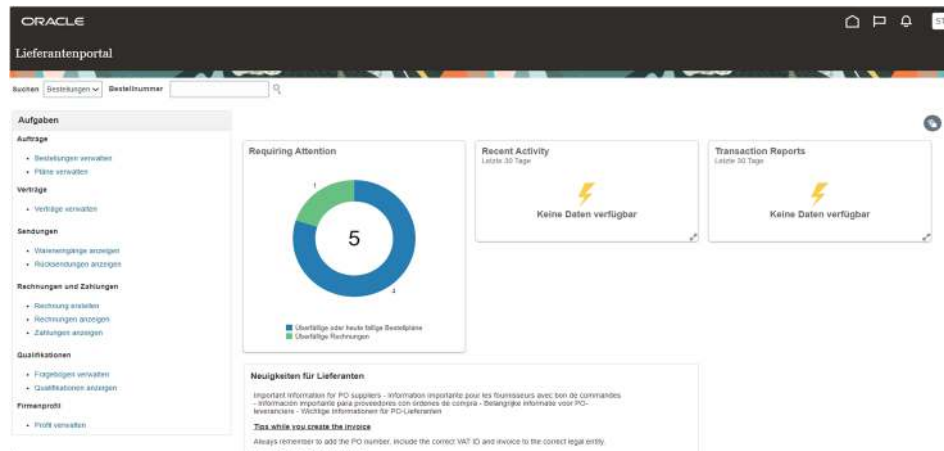 ORACLE
ST
Lieferantenportal
Suchen Bestellungen Bestellnummer
Aufgaben
Aufträge
Bestellungen verwalten
Pläne verwalten
Verträge
Verträge verwalten
Sendungen
Wareneingänge anzeigen
Rücksendungen anzeigen
Rechnungen und Zahlungen
Rechnung erstellen
Rechnungen anzeigen
Zahlungen anzeigen
Qualifikationen
Fragebögen verwalten
Qualifikationen anzeigen
Firmenprofil
Profil verwalten
Requiring Attention
1
5
Überfällige oder heute fällige Bestellpläne
Überfällige Rechnungen
Recent Activity
Letzte 30 Tage
Keine Daten verfügbar
Transaction Reports
Letzte 30 Tage
Keine Daten verfügbar
Neuigkeiten für Lieferanten
Important Information for PO suppliers - Information importante pour les fournisseurs avec bon de commandes
- Información importante para proveedores con órdenes de compra - Belangrijke informatie voor PO-
leveranciers - Wichtige Informationen für PO-Lieferanten
Tips while you create the invoice
Always remember to add the PO number, include the correct VAT ID and invoice to the correct legal entity.